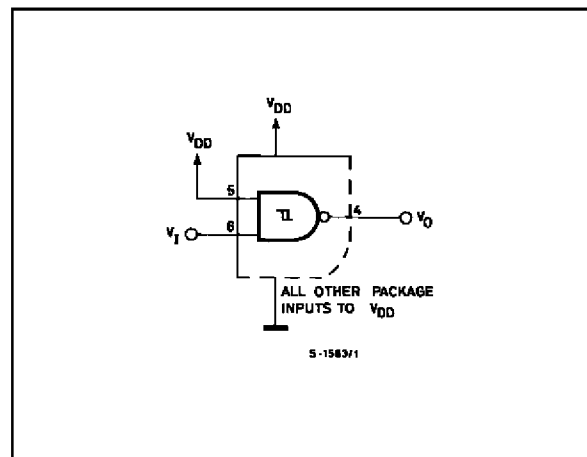 VDD
VDD
5
4
VO
6
VI
ALL OTHER PACKAGE
INPUTS TO VDD
S-1563/1